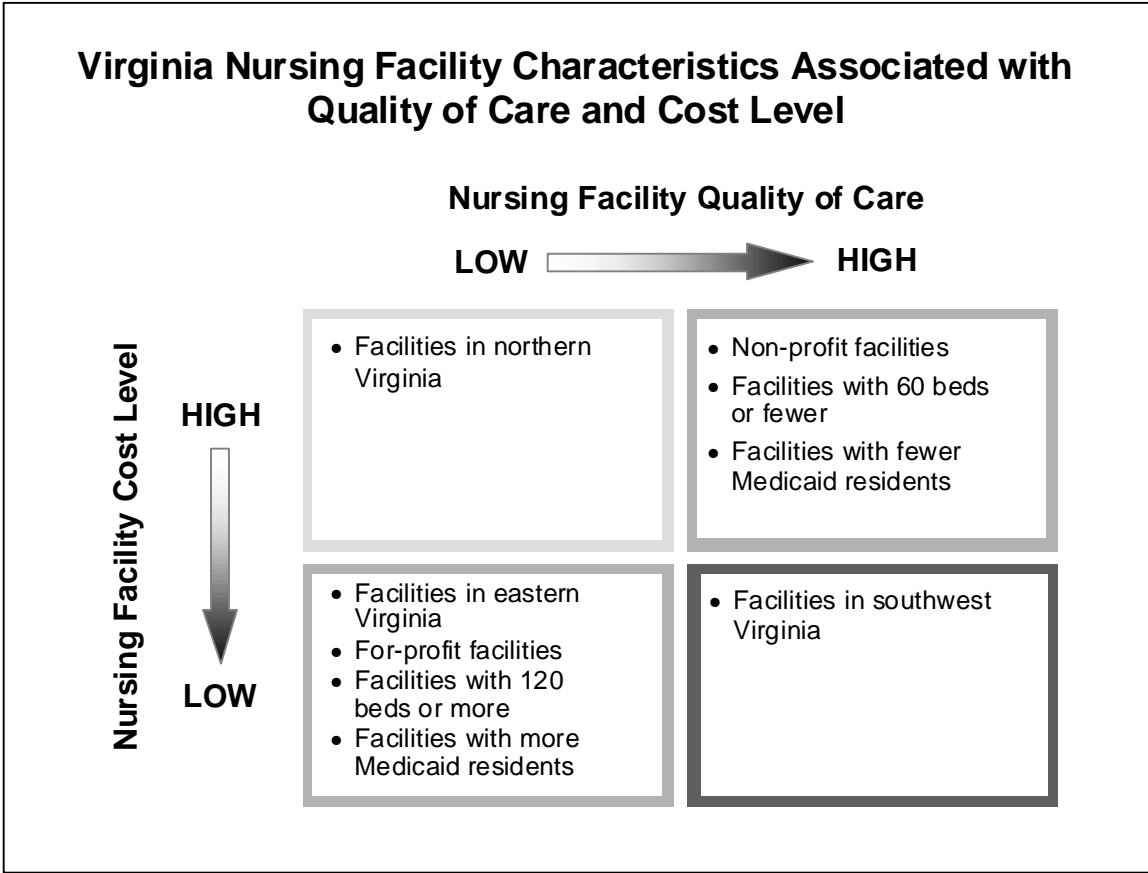 Virginia Nursing Facility Characteristics Associated with
Quality of Care and Cost Level
Nursing Facility Quality of Care
LOW
HIGH
Nursing Facility Cost Level
HIGH
LOW
• Facilities in northern
Virginia
• Non-profit facilities
• Facilities with 60 beds
or fewer
• Facilities with fewer
Medicaid residents
• Facilities in eastern
Virginia
• For-profit facilities
• Facilities with 120
beds or more
• Facilities with more
Medicaid residents
• Facilities in southwest
Virginia